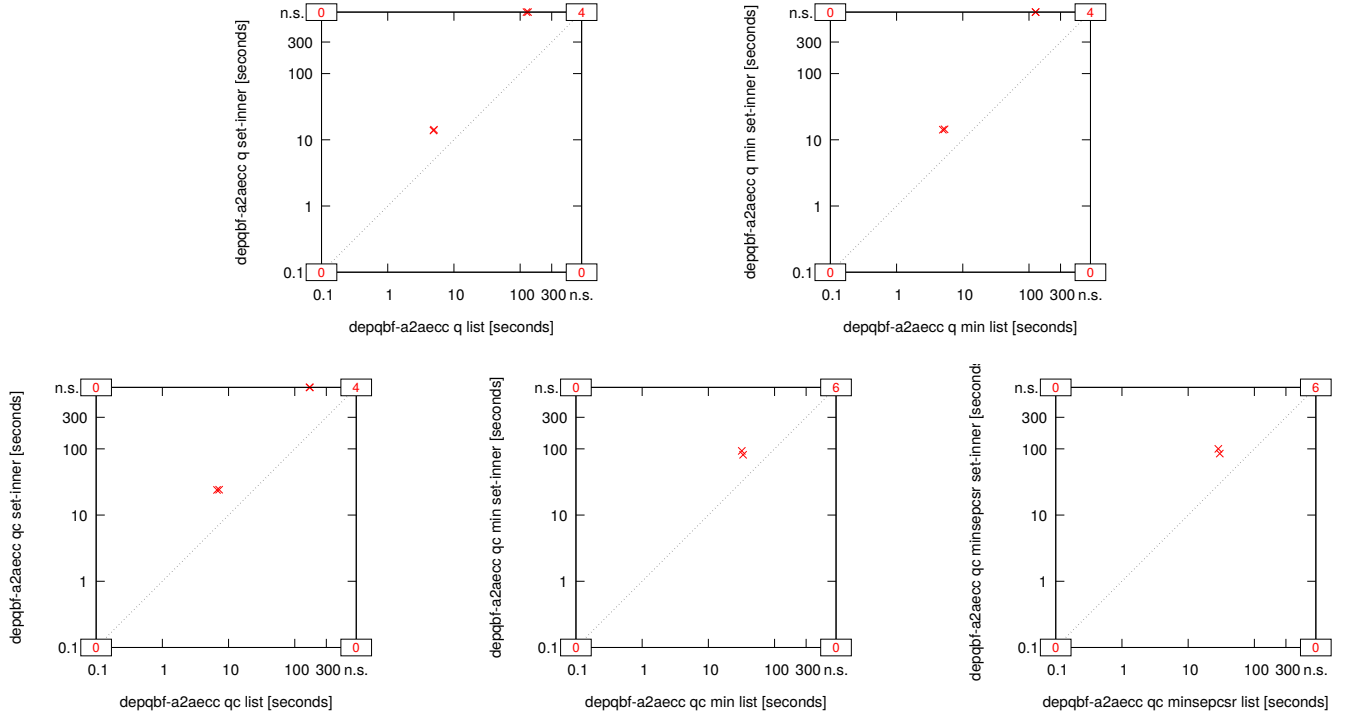 n.s. 0 4
300
100
10
1
0.1 0 0
0.1 1 10 100 300 n.s.
depqbf-a2aecc q set-inner [seconds]
depqbf-a2aecc q list [seconds]
n.s. 0 4
300
100
10
1
0.1 0 0
0.1 1 10 100 300 n.s.
depqbf-a2aecc q min set-inner [seconds]
depqbf-a2aecc q min list [seconds]
n.s. 0 4
300
100
10
1
0.1 0 0
0.1 1 10 100 300 n.s.
depqbf-a2aecc qc set-inner [seconds]
depqbf-a2aecc qc list [seconds]
n.s. 0 6
300
100
10
1
0.1 0 0
0.1 1 10 100 300 n.s.
depqbf-a2aecc qc min set-inner [seconds]
depqbf-a2aecc qc min list [seconds]
n.s. 0 6
300
100
10
1
0.1 0 0
0.1 1 10 100 300 n.s.
depqbf-a2aecc qc minsepcsr set-inner [second
depqbf-a2aecc qc minsepcsr list [seconds]